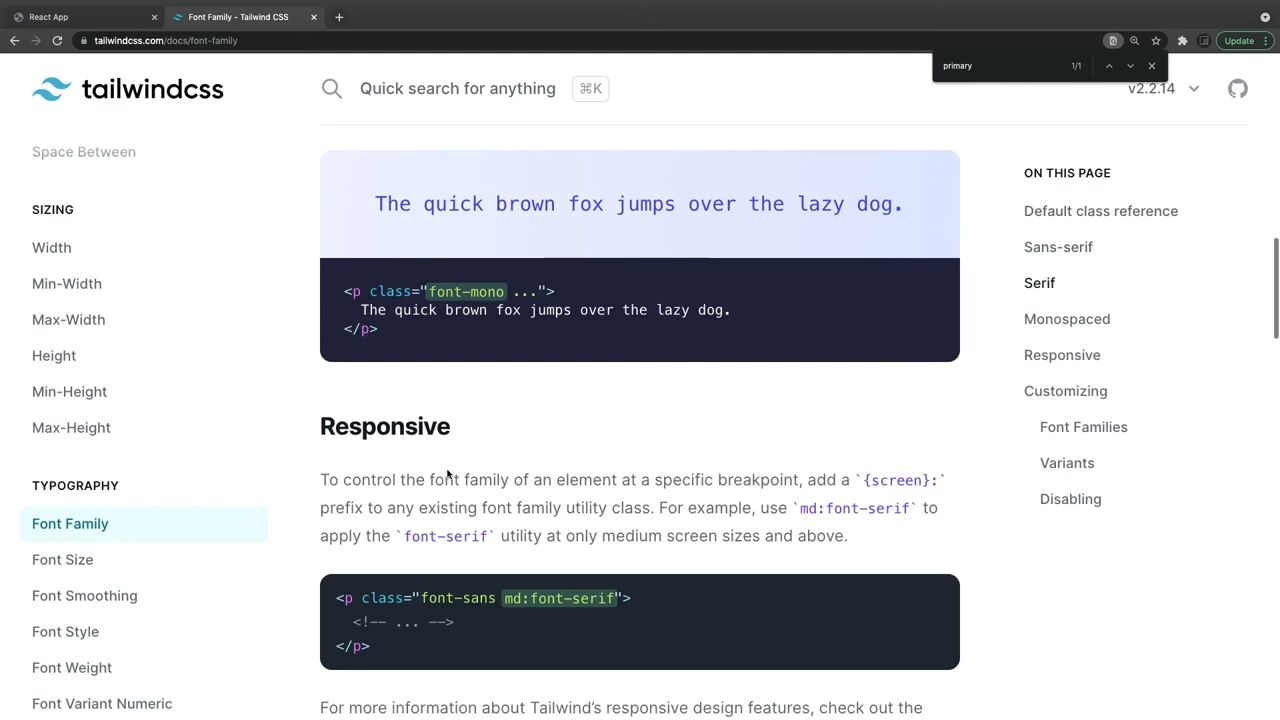 React App
Font Family - Tailwind CSS
tailwindcss.com/docs/font-family
Update
primary
1/1
tailwindcss
Quick search for anything
⌘K
v2.2.14
Space Between
SIZING
Width
Min-Width
Max-Width
Height
Min-Height
Max-Height
TYPOGRAPHY
Font Family
Font Size
Font Smoothing
Font Style
Font Weight
Font Variant Numeric
The quick brown fox jumps over the lazy dog.
<p class="font-mono ...">
The quick brown fox jumps over the lazy dog.
</p>
Responsive
To control the font family of an element at a specific breakpoint, add a `{screen}:`
prefix to any existing font family utility class. For example, use `md:font-serif` to
apply the `font-serif` utility at only medium screen sizes and above.
<p class="font-sans md:font-serif">
<!-- ... -->
</p>
For more information about Tailwind's responsive design features, check out the
ON THIS PAGE
Default class reference
Sans-serif
Serif
Monospaced
Responsive
Customizing
Font Families
Variants
Disabling